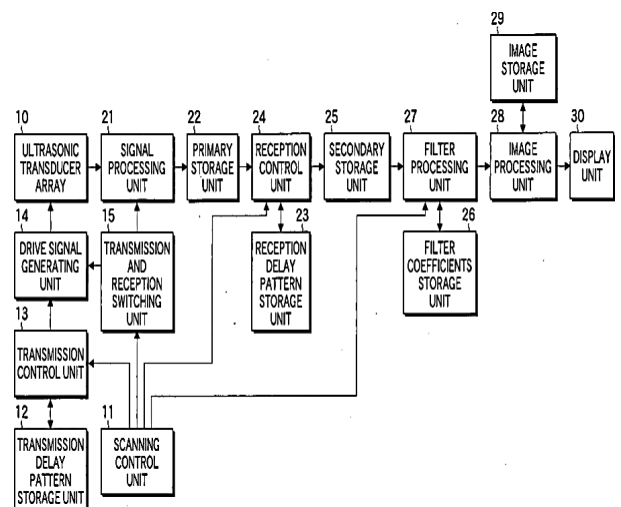 29
IMAGE
STORAGE
UNIT
10
ULTRASONIC
TRANSDUCER
ARRAY
21
SIGNAL
PROCESSING
UNIT
22
PRIMARY
STORAGE
UNIT
24
RECEPTION
CONTROL
UNIT
25
SECONDARY
STORAGE
UNIT
27
FILTER
PROCESSING
UNIT
28
IMAGE
PROCESSING
UNIT
30
DISPLAY
UNIT
14
DRIVE SIGNAL
GENERATING
UNIT
15
TRANSMISSION
AND
RECEPTION
SWITCHING
UNIT
23
RECEPTION
DELAY
PATTERN
STORAGE
UNIT
26
FILTER
COEFFICIENTS
STORAGE
UNIT
13
TRANSMISSION
CONTROL UNIT
12
TRANSMISSION
DELAY
PATTERN
STORAGE UNIT
11
SCANNING
CONTROL
UNIT